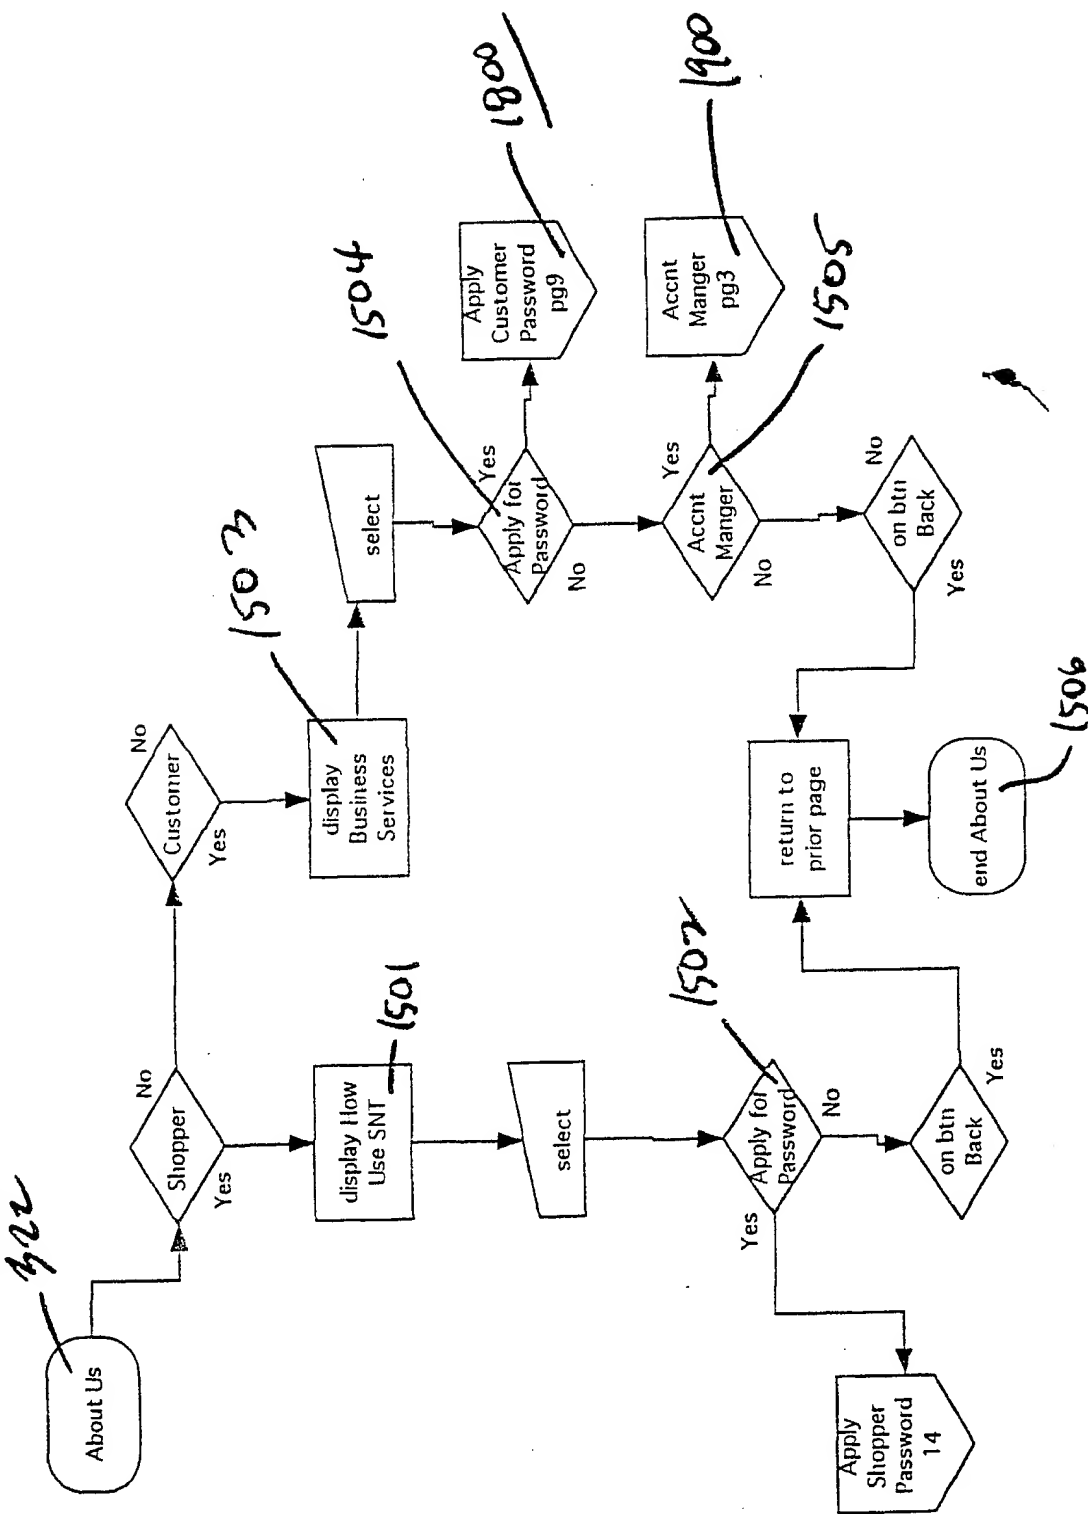 322
About Us
Shopper
No
Yes
Customer
No
Yes
display How
Use SNT
1501
display
Business
Services
1503
select
select
Apply for
Password
1502
Yes
No
Apply
Shopper
Password
14
on btn
Back
Yes
Apply for
Password
1504
Yes
No
Apply
Customer
Password
pg9
1800
Accnt
Manger
1505
Yes
No
Accnt
Manger
pg3
1900
on btn
Back
No
Yes
return to
prior page
end About Us
1506